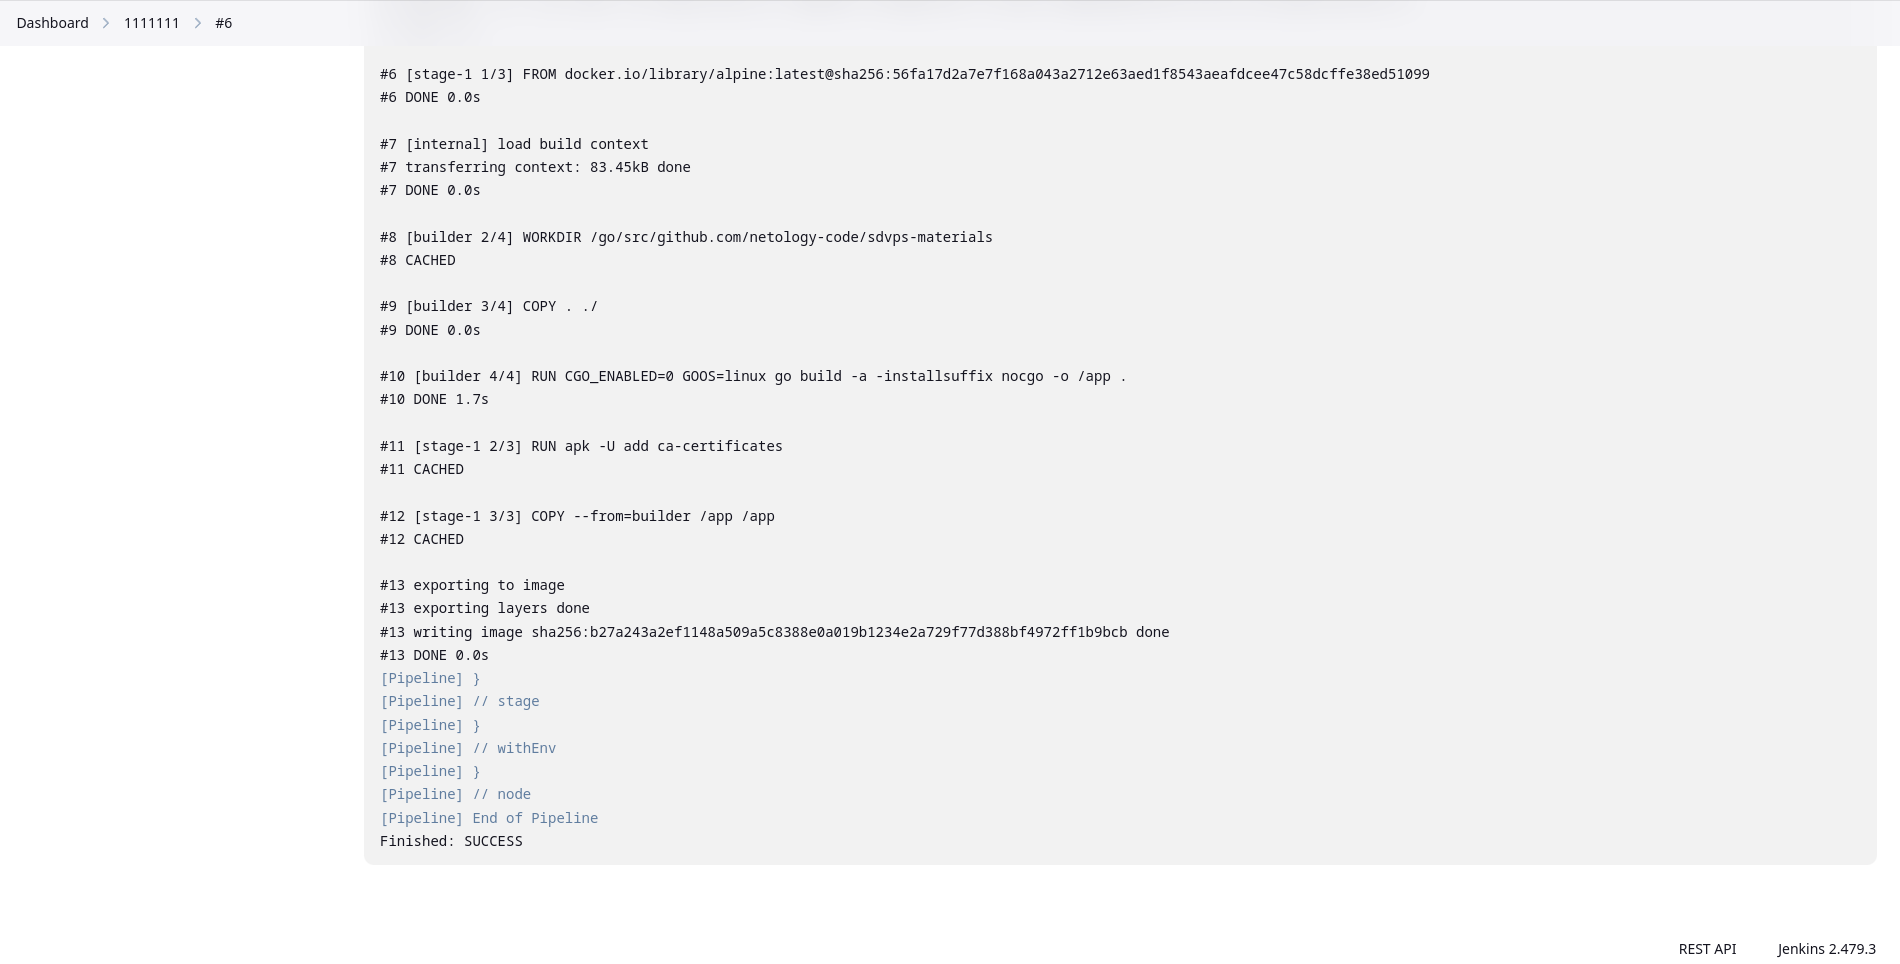 Dashboard > 1111111 > #6
#6 [stage-1 1/3] FROM docker.io/library/alpine:latest@sha256:56fa17d2a7e7f168a043a2712e63aed1f8543aeafdcee47c58dcffe38ed51099
#6 DONE 0.0s
#7 [internal] load build context
#7 transferring context: 83.45kB done
#7 DONE 0.0s
#8 [builder 2/4] WORKDIR /go/src/github.com/netology-code/sdvps-materials
#8 CACHED
#9 [builder 3/4] COPY . ./
#9 DONE 0.0s
#10 [builder 4/4] RUN CGO_ENABLED=0 GOOS=linux go build -a -installsuffix nocgo -o /app .
#10 DONE 1.7s
#11 [stage-1 2/3] RUN apk -U add ca-certificates
#11 CACHED
#12 [stage-1 3/3] COPY --from=builder /app /app
#12 CACHED
#13 exporting to image
#13 exporting layers done
#13 writing image sha256:b27a243a2ef1148a509a5c8388e0a019b1234e2a729f77d388bf4972ff1b9bcb done
#13 DONE 0.0s
[Pipeline] }
[Pipeline] // stage
[Pipeline] }
[Pipeline] // withEnv
[Pipeline] }
[Pipeline] // node
[Pipeline] End of Pipeline
Finished: SUCCESS
REST API Jenkins 2.479.3